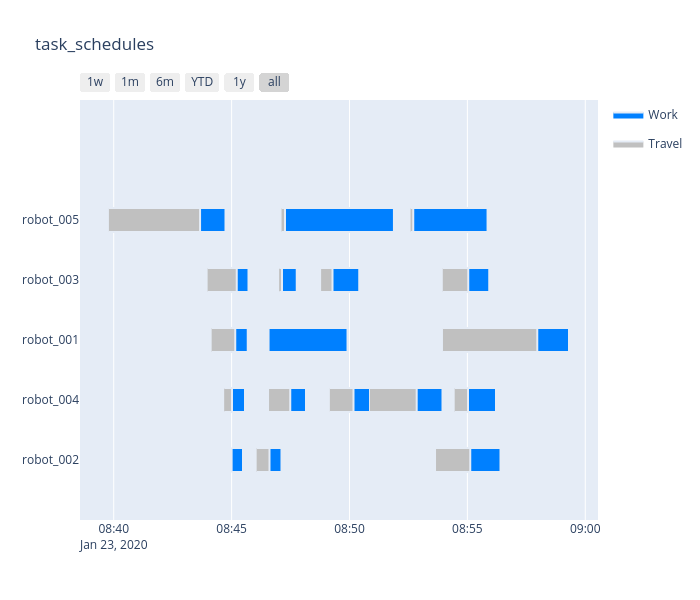 task_schedules
1w 1m 6m YTD 1y all
Work
Travel
robot_005
robot_003
robot_001
robot_004
robot_002
08:40 08:45 08:50 08:55 09:00
Jan 23, 2020